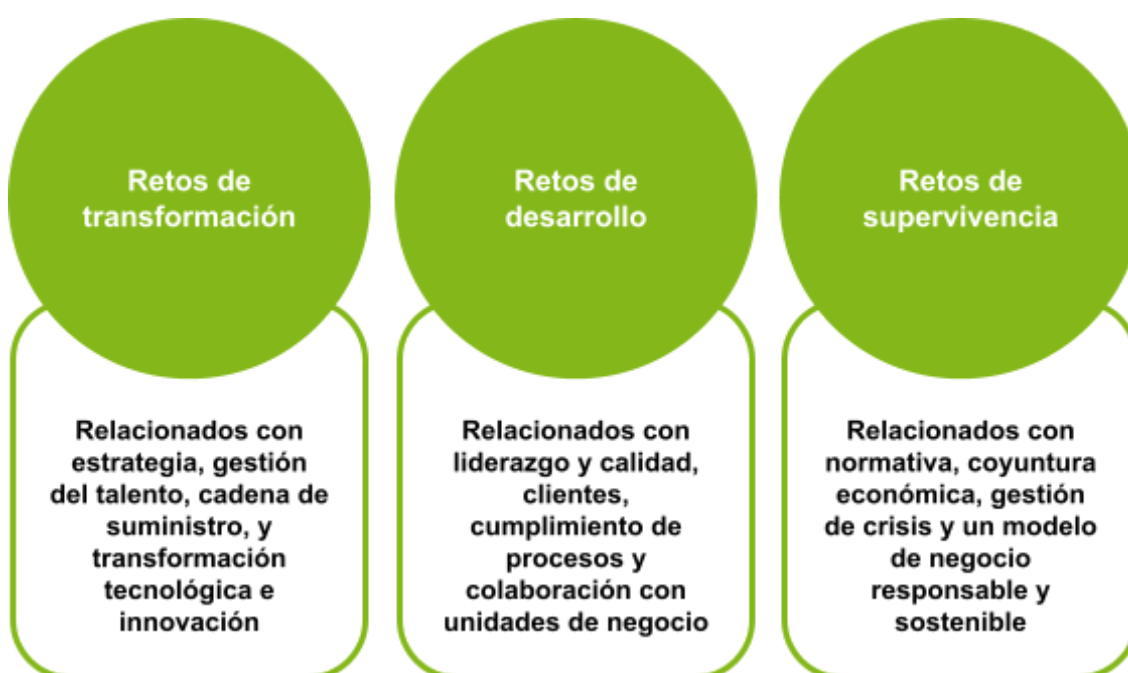 Retos de
transformación
Relacionados con
estrategia, gestión
del talento, cadena de
suministro, y
transformación
tecnológica e
innovación
Retos de
desarrollo
Relacionados con
liderazgo y calidad,
clientes,
cumplimiento de
procesos y
colaboración con
unidades de negocio
Retos de
supervivencia
Relacionados con
normativa, coyuntura
económica, gestión
de crisis y un modelo
de negocio
responsable y
sostenible